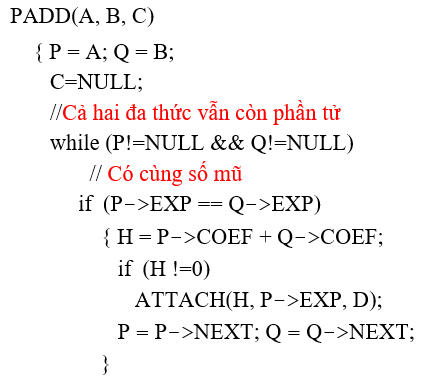 PADD(A, B, C)
{ P = A; Q = B;
C=NULL;
//Cả hai đa thức vẫn còn phần tử
while (P!=NULL && Q!=NULL)
// Có cùng số mũ
if (P->EXP == Q->EXP)
{ H = P->COEF + Q->COEF;
if (H !=0)
ATTACH(H, P->EXP, D);
P = P->NEXT; Q = Q->NEXT;
}